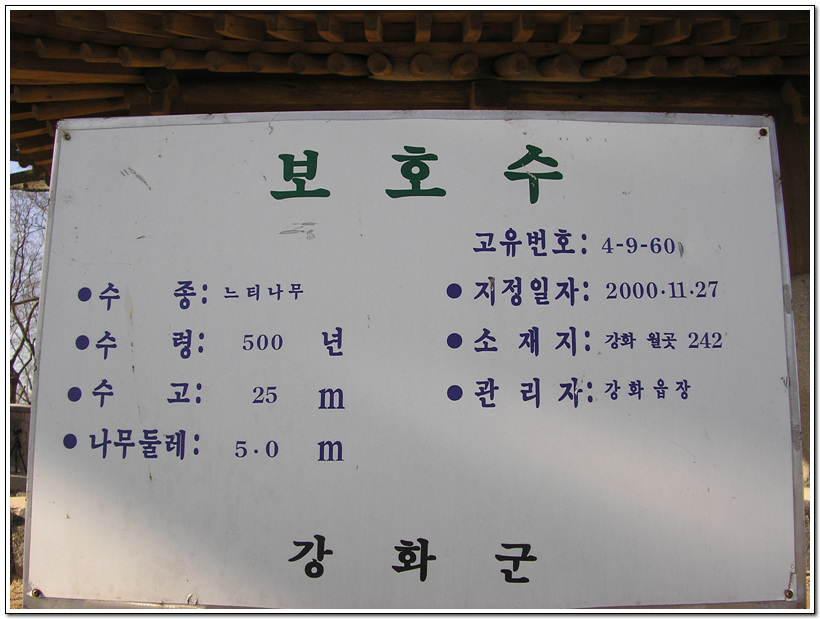 보호수
고유번호: 4-9-60
● 수 종: 느티나무
● 지정일자: 2000·11·27
● 수 령: 500 년
● 소재지: 강화 월곳 242
● 수 고: 25 m
● 관리자: 강화읍장
● 나무둘레: 5·0 m
강화군